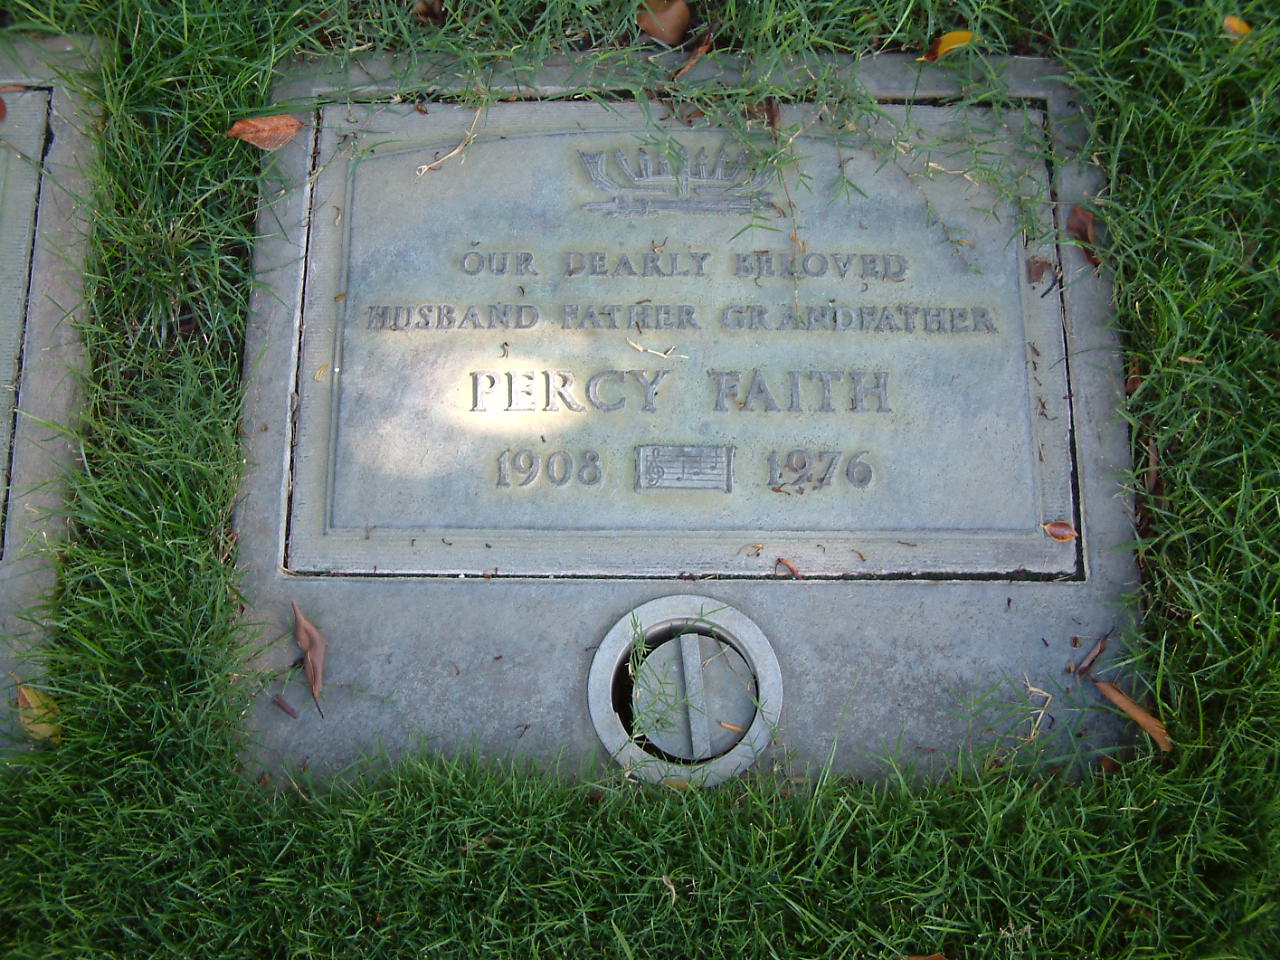 OUR DEARLY BELOVED
HUSBAND FATHER GRANDFATHER
PERCY FAITH
1908 1976